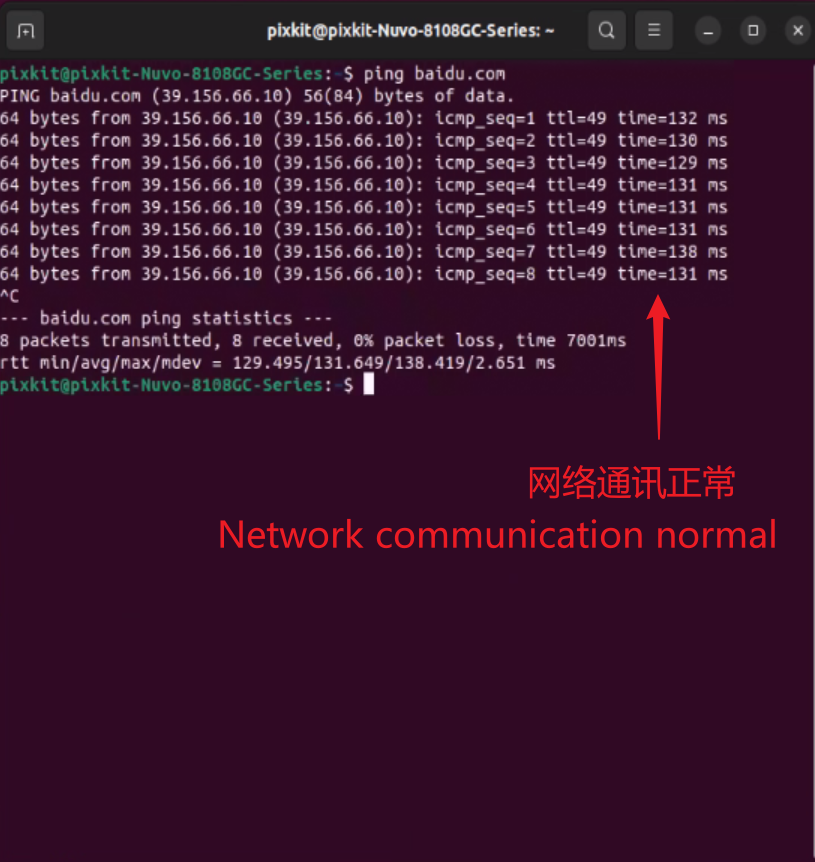 pixkit@pixkit-Nuvo-8108GC-Series: ~
pixkit@pixkit-Nuvo-8108GC-Series:~$ ping baidu.com
PING baidu.com (39.156.66.10) 56(84) bytes of data.
64 bytes from 39.156.66.10 (39.156.66.10): icmp_seq=1 ttl=49 time=132 ms
64 bytes from 39.156.66.10 (39.156.66.10): icmp_seq=2 ttl=49 time=130 ms
64 bytes from 39.156.66.10 (39.156.66.10): icmp_seq=3 ttl=49 time=129 ms
64 bytes from 39.156.66.10 (39.156.66.10): icmp_seq=4 ttl=49 time=131 ms
64 bytes from 39.156.66.10 (39.156.66.10): icmp_seq=5 ttl=49 time=131 ms
64 bytes from 39.156.66.10 (39.156.66.10): icmp_seq=6 ttl=49 time=131 ms
64 bytes from 39.156.66.10 (39.156.66.10): icmp_seq=7 ttl=49 time=138 ms
64 bytes from 39.156.66.10 (39.156.66.10): icmp_seq=8 ttl=49 time=131 ms
^C
--- baidu.com ping statistics ---
8 packets transmitted, 8 received, 0% packet loss, time 7001ms
rtt min/avg/max/mdev = 129.495/131.649/138.419/2.651 ms
pixkit@pixkit-Nuvo-8108GC-Series:~$
网络通讯正常
Network communication normal